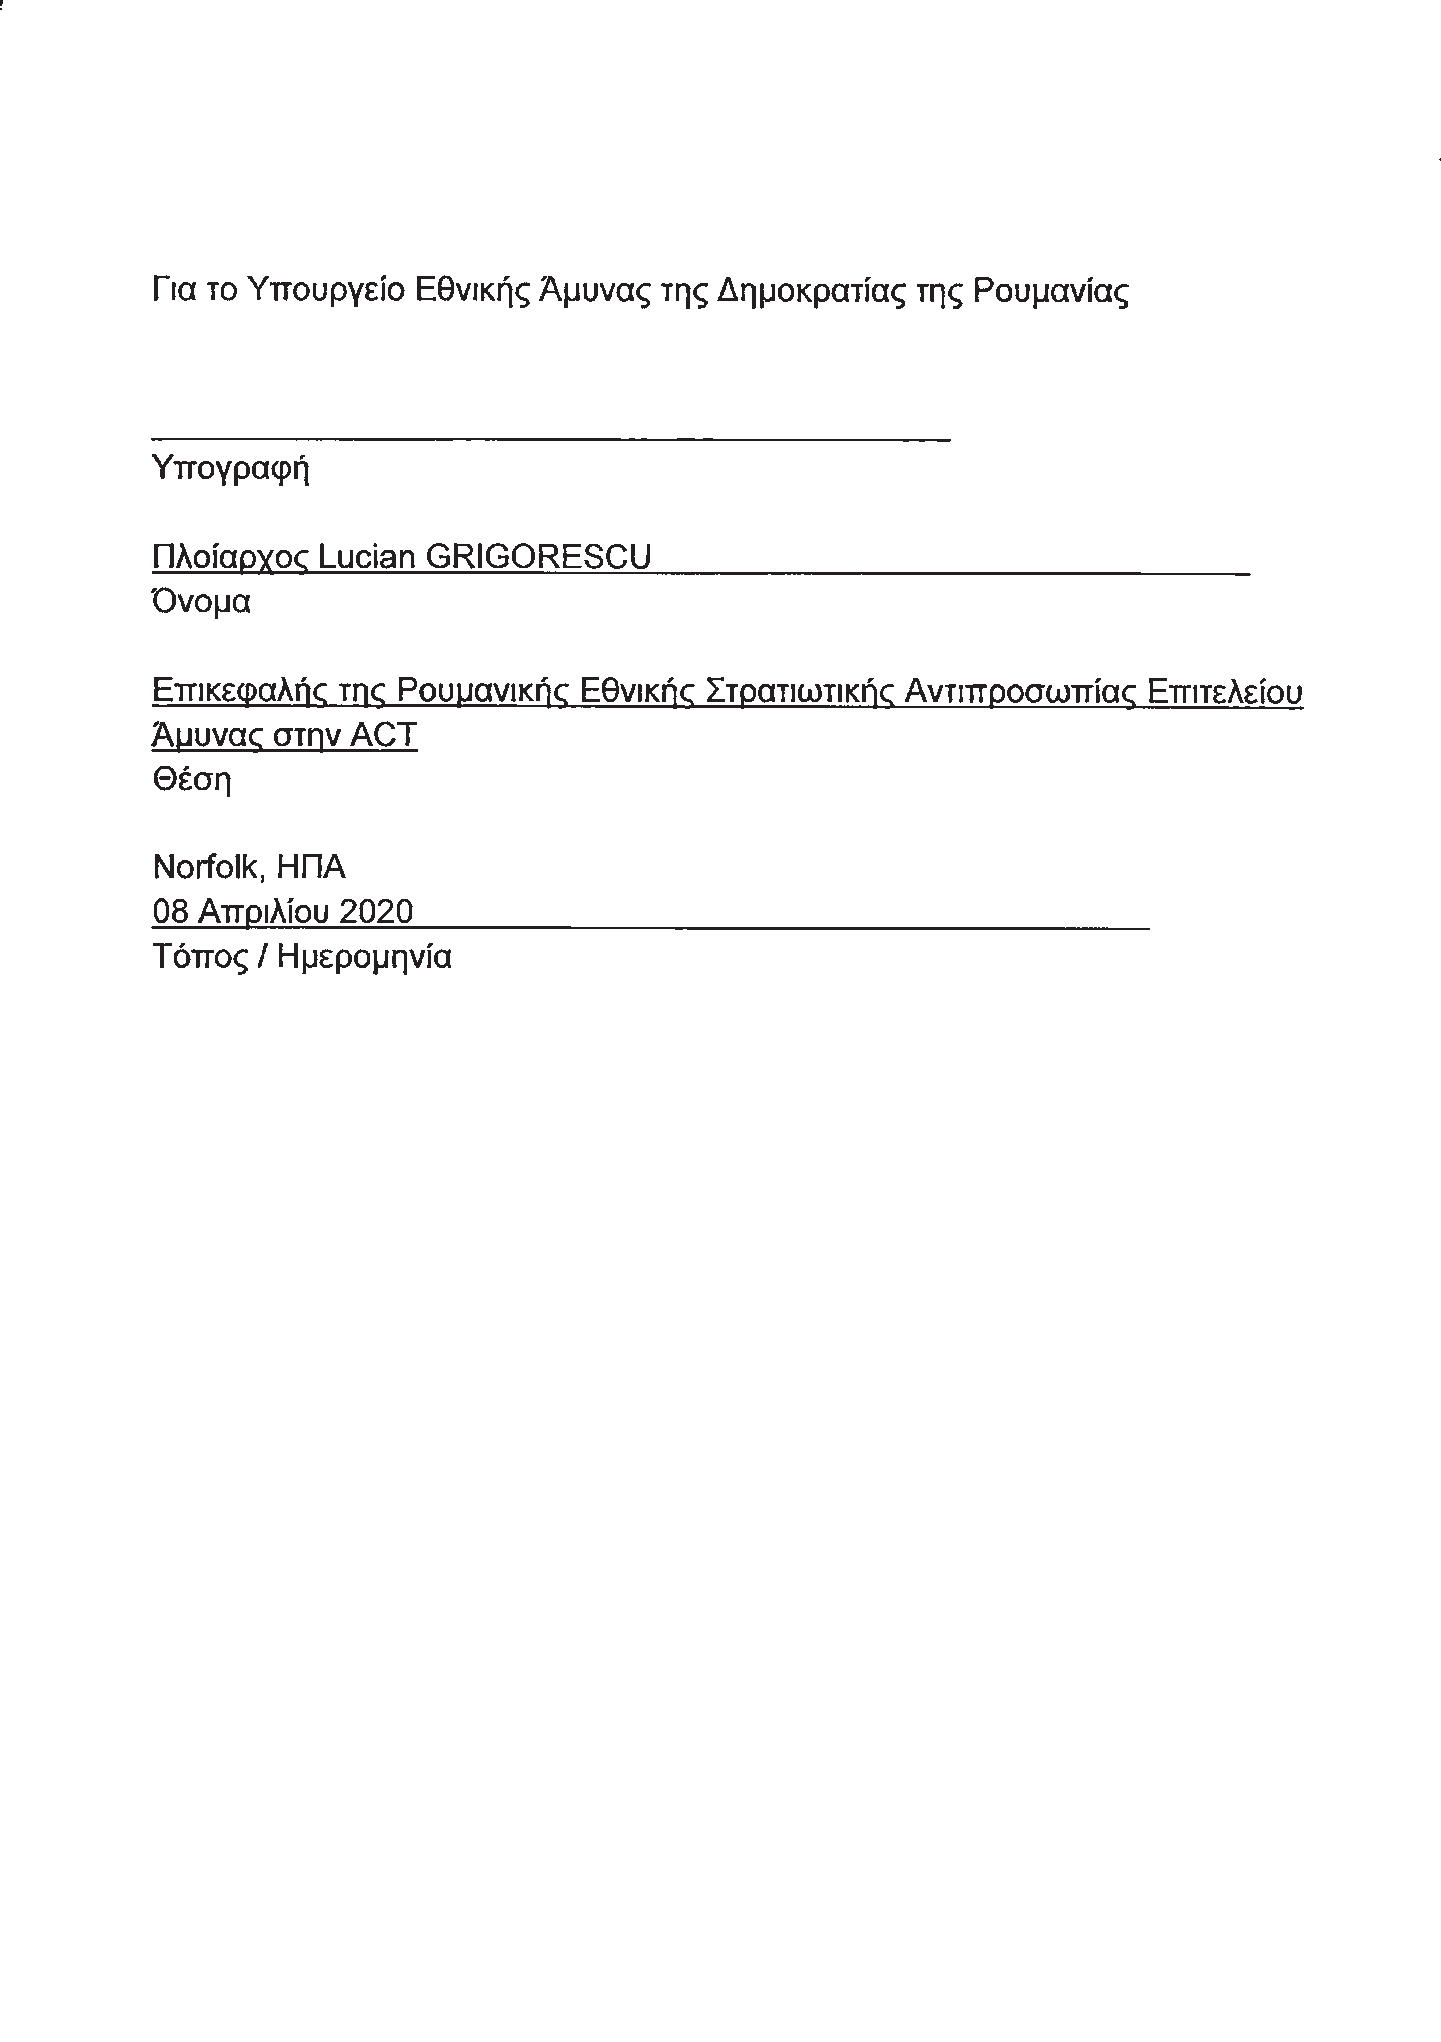 Για το Υπουργείο Εθνικής Άμυνας της Δημοκρατίας της Ρουμανίας
Υπογραφή
Πλοίαρχος Lucian GRIGORESCU
Όνομα
Επικεφαλής της Ρουμανικής Εθνικής Στρατιωτικής Αντιπροσωπίας Επιτελείου
Άμυνας στην ACT
Θέση
Norfolk, ΗΠΑ
08 Απριλίου 2020
Τόπος / Ημερομηνία